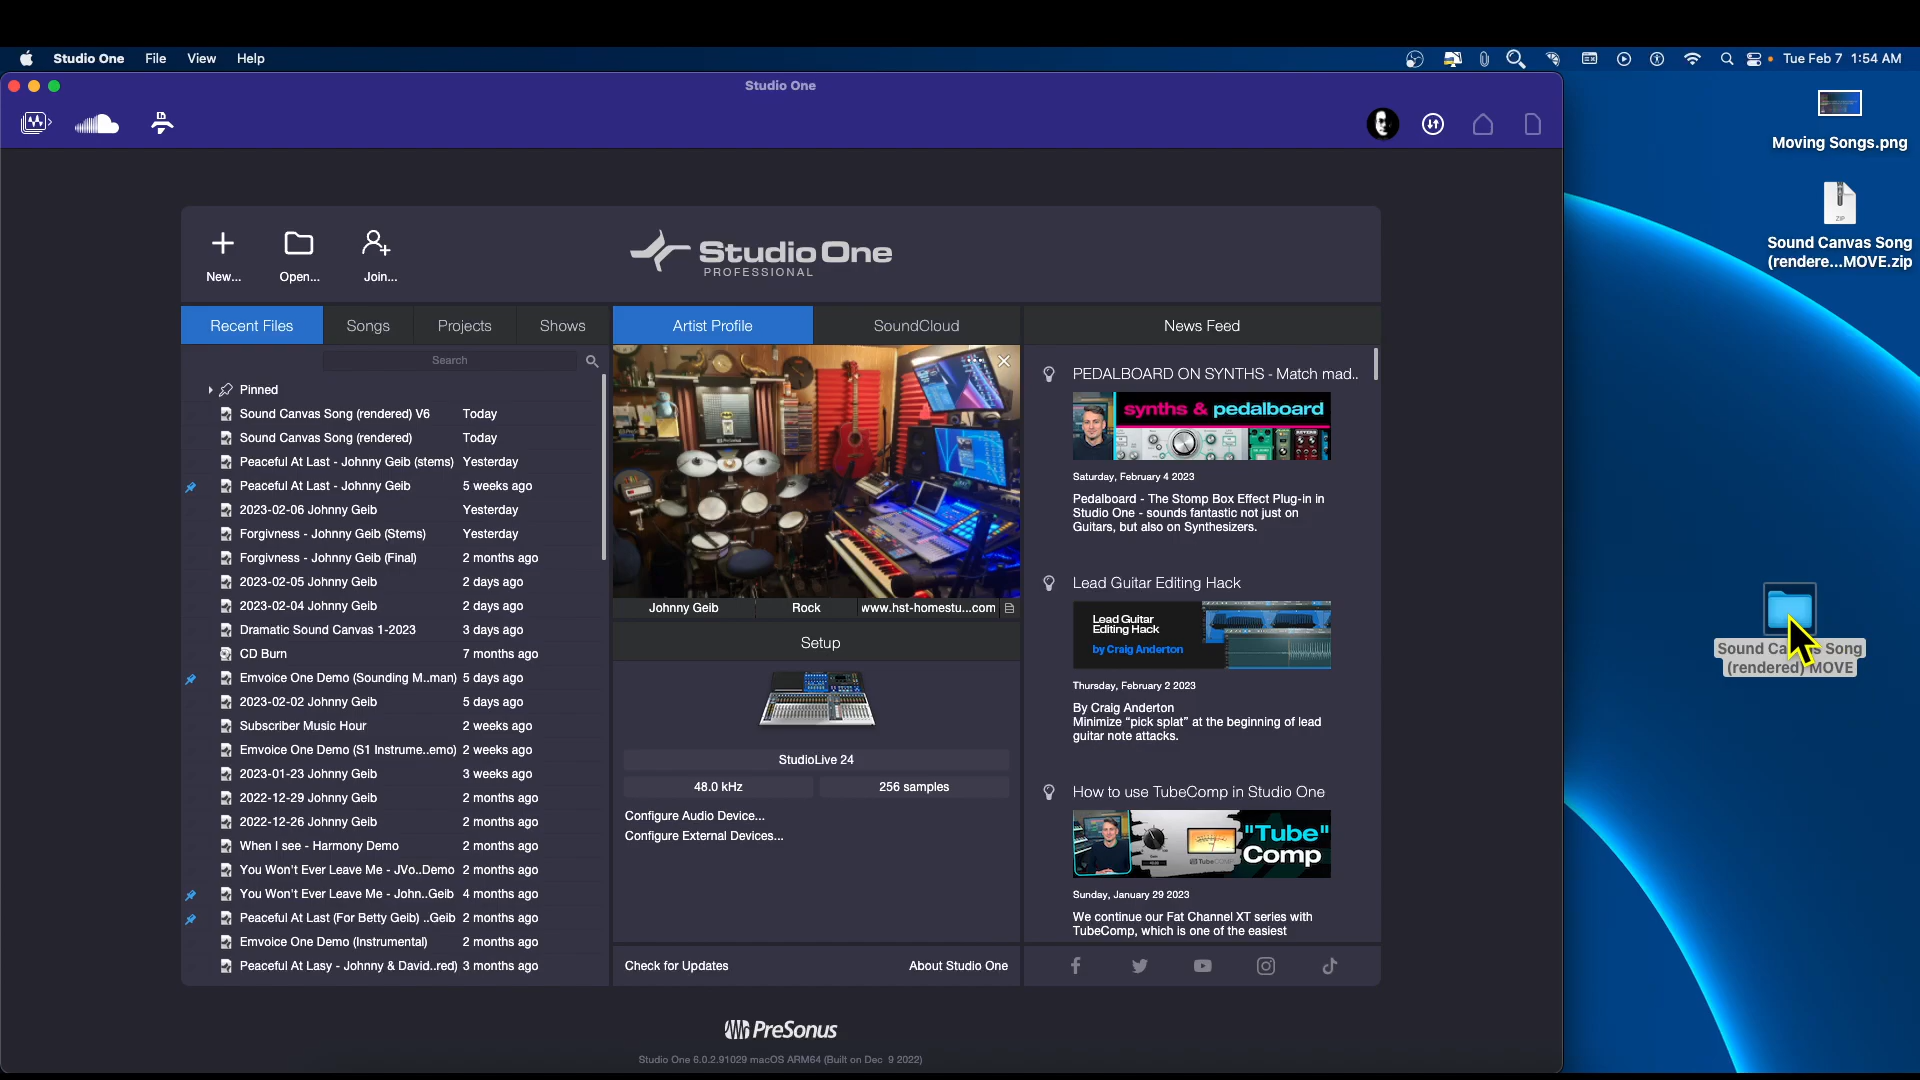 Studio One File View Help
Tue Feb 7 1:54 AM
Studio One
Moving Songs.png
ZIP
Sound Canvas Song
(rendere...MOVE.zip
New...
Open...
Join...
Studio One
PROFESSIONAL
Recent Files
Songs
Projects
Shows
Search
Pinned
Sound Canvas Song (rendered) V6 Today
Sound Canvas Song (rendered) Today
Peaceful At Last - Johnny Geib (stems) Yesterday
Peaceful At Last - Johnny Geib 5 weeks ago
2023-02-06 Johnny Geib Yesterday
Forgivness - Johnny Geib (Stems) Yesterday
Forgivness - Johnny Geib (Final) 2 months ago
2023-02-05 Johnny Geib 2 days ago
2023-02-04 Johnny Geib 2 days ago
Dramatic Sound Canvas 1-2023 3 days ago
CD Burn 7 months ago
Emvoice One Demo (Sounding M..man) 5 days ago
2023-02-02 Johnny Geib 5 days ago
Subscriber Music Hour 2 weeks ago
Emvoice One Demo (S1 Instrume..emo) 2 weeks ago
2023-01-23 Johnny Geib 3 weeks ago
2022-12-29 Johnny Geib 2 months ago
2022-12-26 Johnny Geib 2 months ago
When I see - Harmony Demo 2 months ago
You Won't Ever Leave Me - JVo..Demo 2 months ago
You Won't Ever Leave Me - John..Geib 4 months ago
Peaceful At Last (For Betty Geib) ..Geib 2 months ago
Emvoice One Demo (Instrumental) 2 months ago
Peaceful At Lasy - Johnny & David..red) 3 months ago
Artist Profile
SoundCloud
Johnny Geib
Rock
www.hst-homestu...com
Setup
StudioLive 24
48.0 kHz
256 samples
Configure Audio Device...
Configure External Devices...
Check for Updates
About Studio One
News Feed
PEDALBOARD ON SYNTHS - Match mad..
synths & pedalboard
Saturday, February 4 2023
Pedalboard - The Stomp Box Effect Plug-in in
Studio One - sounds fantastic not just on
Guitars, but also on Synthesizers.
Lead Guitar Editing Hack
Lead Guitar
Editing Hack
by Craig Anderton
Thursday, February 2 2023
By Craig Anderton
Minimize "pick splat" at the beginning of lead
guitar note attacks.
How to use TubeComp in Studio One
"Tube"
Comp
Sunday, January 29 2023
We continue our Fat Channel XT series with
TubeComp, which is one of the easiest
Sound Canvas Song
(rendered) MOVE
PreSonus
Studio One 6.0.2.91029 macOS ARM64 (Built on Dec 9 2022)